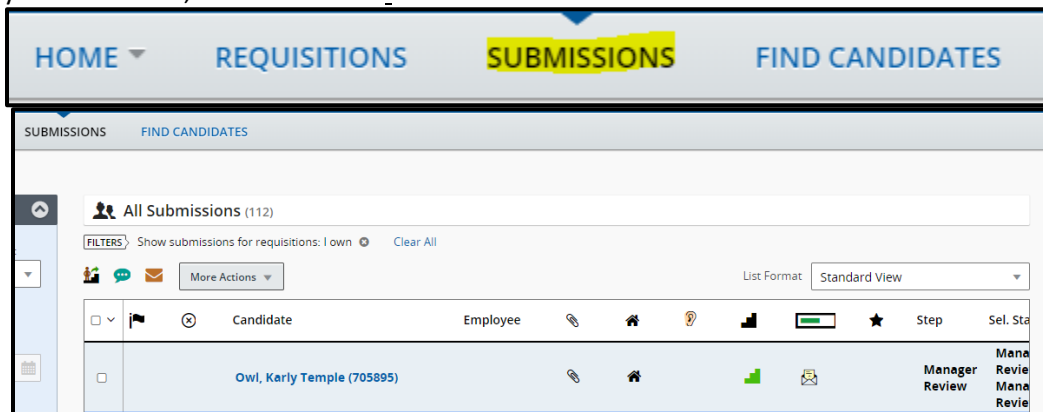 HOME REQUISITIONS SUBMISSIONS FIND CANDIDATES
SUBMISSIONS FIND CANDIDATES
All Submissions (112)
FILTERS Show submissions for requisitions: I own Clear All
More Actions List Format Standard View
Candidate Employee Step Sel. Sta
Owl, Karly Temple (705895) Manager Review Mana Revie Mana Revie